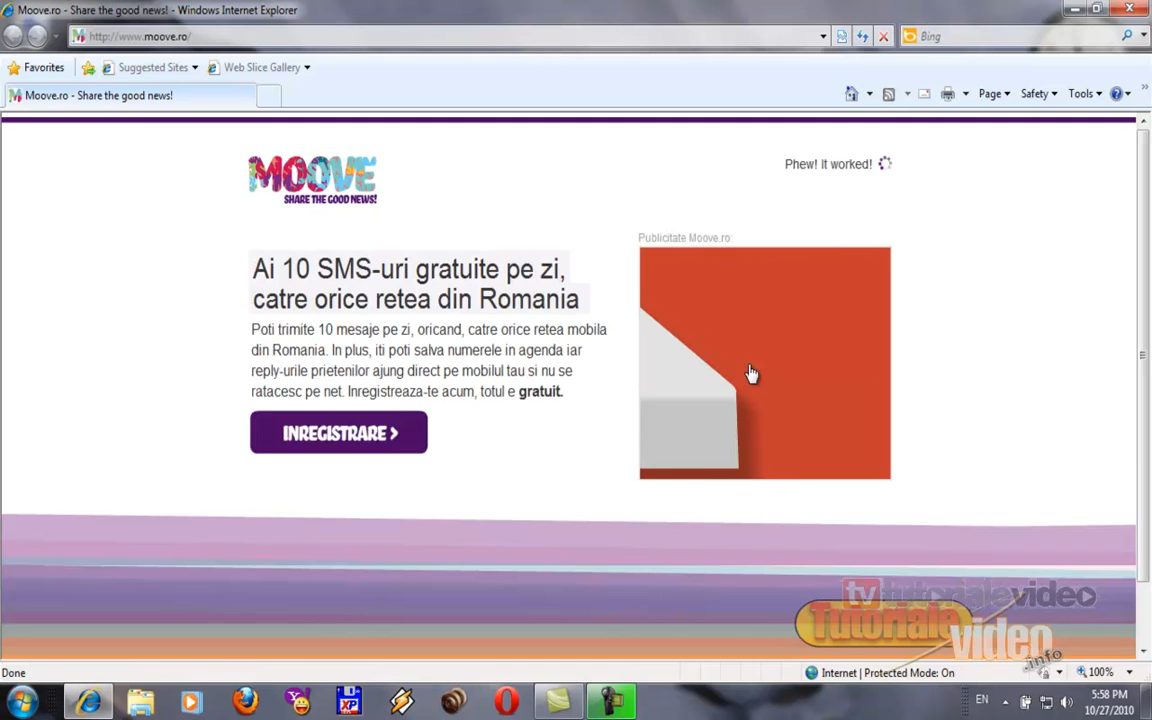 Moove.ro - Share the good news! - Windows Internet Explorer
http://www.moove.ro/
Bing
Favorites
Suggested Sites
Web Slice Gallery
Moove.ro - Share the good news!
Page
Safety
Tools
MOOVE
SHARE THE GOOD NEWS!
Phew! It worked!
Publicitate Moove.ro
Ai 10 SMS-uri gratuite pe zi,
catre orice retea din Romania
Poti trimite 10 mesaje pe zi, oricand, catre orice retea mobila
din Romania. In plus, iti poti salva numerele in agenda iar
reply-urile prietenilor ajung direct pe mobilul tau si nu se
ratacesc pe net. Inregistreaza-te acum, totul e gratuit.
INREGISTRARE >
tv tutorialevideo
Tutoriale
video
.info
Done
Internet | Protected Mode: On
100%
XP
EN
5:58 PM
10/27/2010